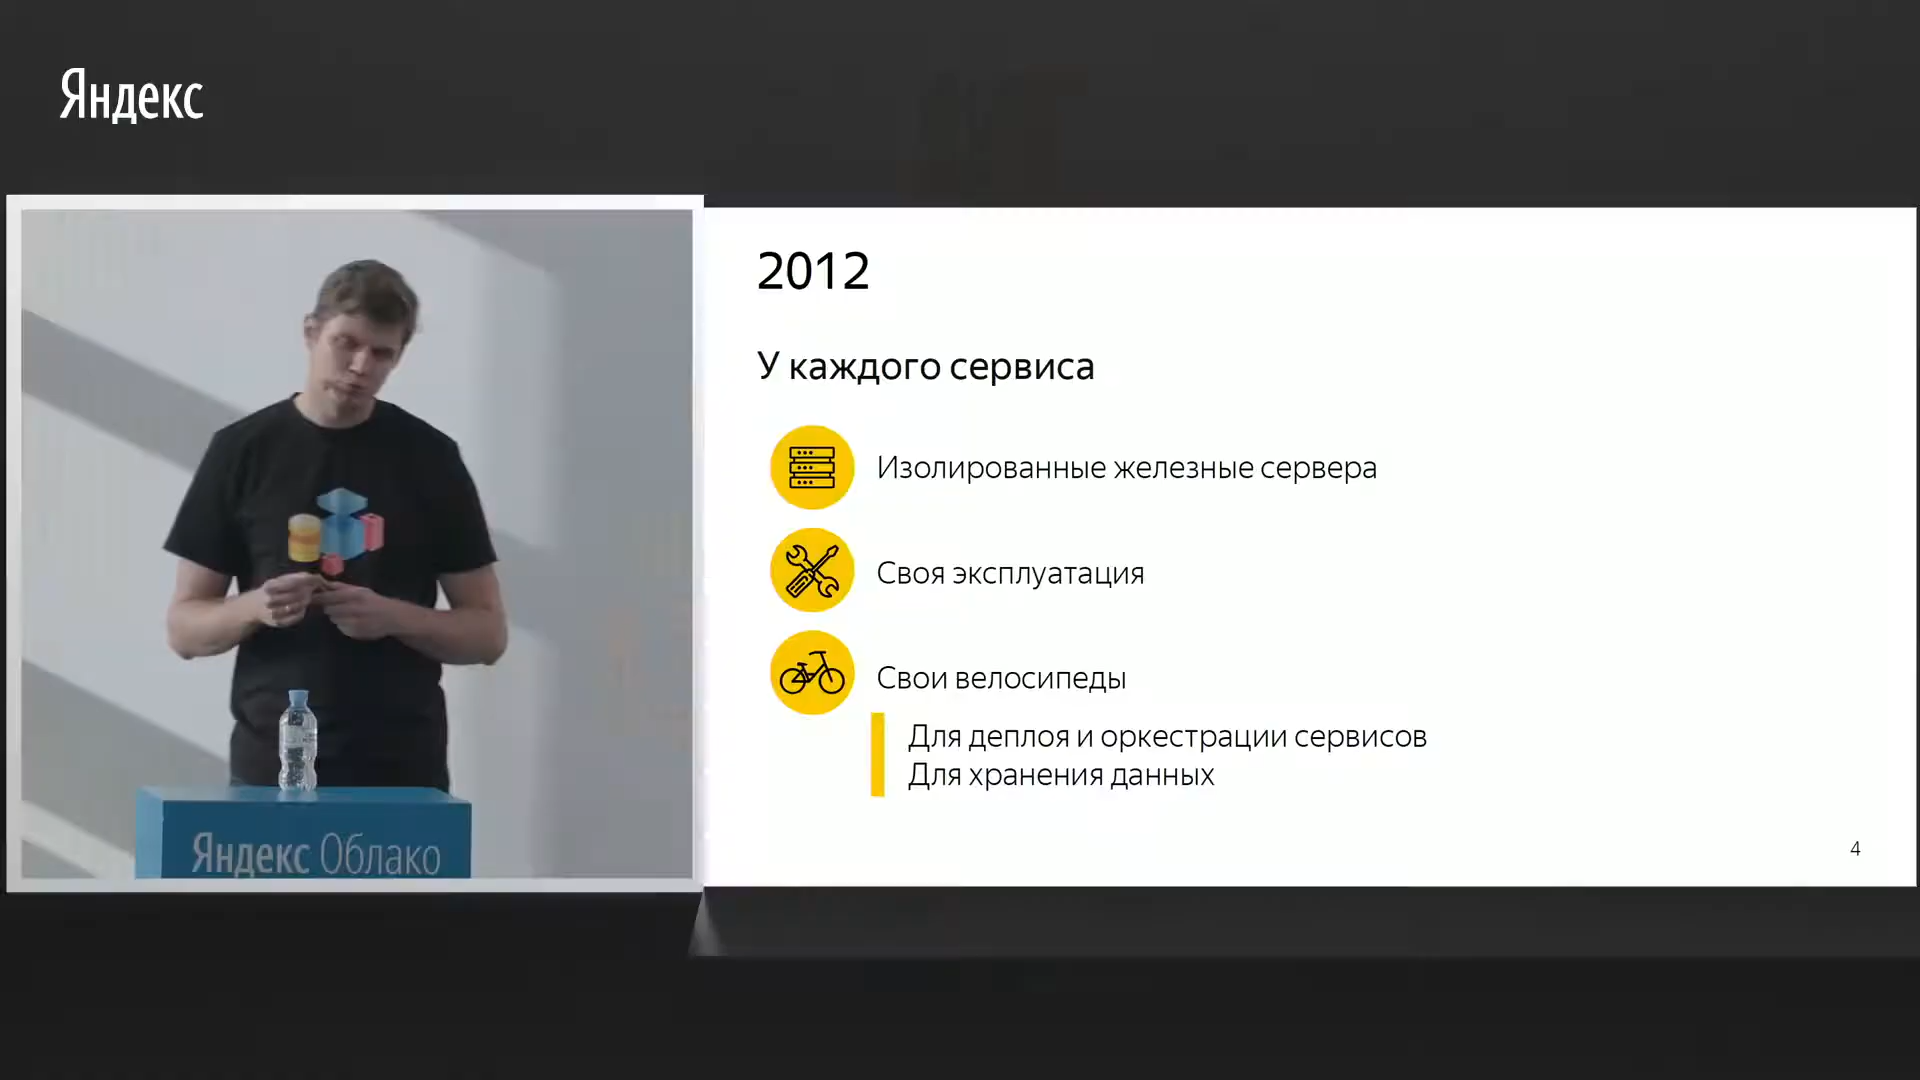 Яндекс
2012
У каждого сервиса
Изолированные железные сервера
Своя эксплуатация
Свои велосипеды
Для деплоя и оркестрации сервисов
Для хранения данных
4
Яндекс Облако